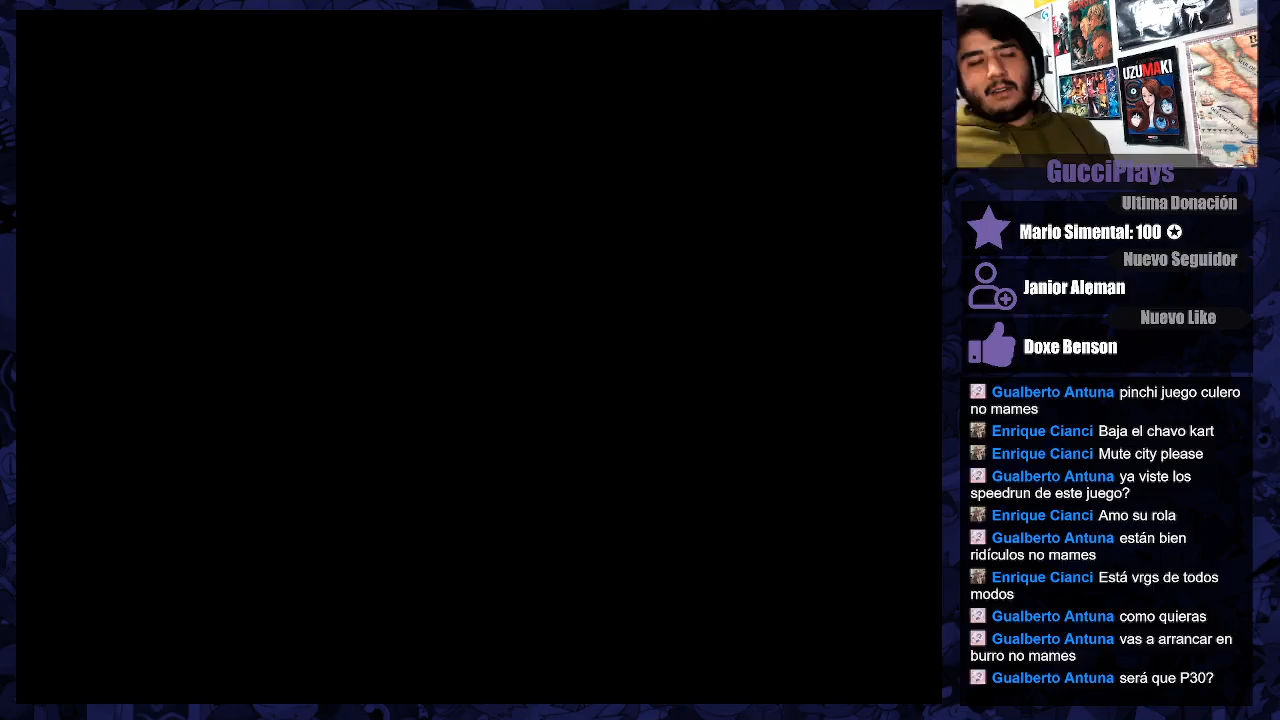 UZUMAKI
GucciPlays
Ultima Donación
Mario Simental: 100
Nuevo Seguidor
Janior Aleman
Nuevo Like
Doxe Benson
Gualberto Antuna pinchi juego culero
no mames
Enrique Cianci Baja el chavo kart
Enrique Cianci Mute city please
Gualberto Antuna ya viste los
speedrun de este juego?
Enrique Cianci Amo su rola
Gualberto Antuna están bien
ridículos no mames
Enrique Cianci Está vrgs de todos
modos
Gualberto Antuna como quieras
Gualberto Antuna vas a arrancar en
burro no mames
Gualberto Antuna será que P30?